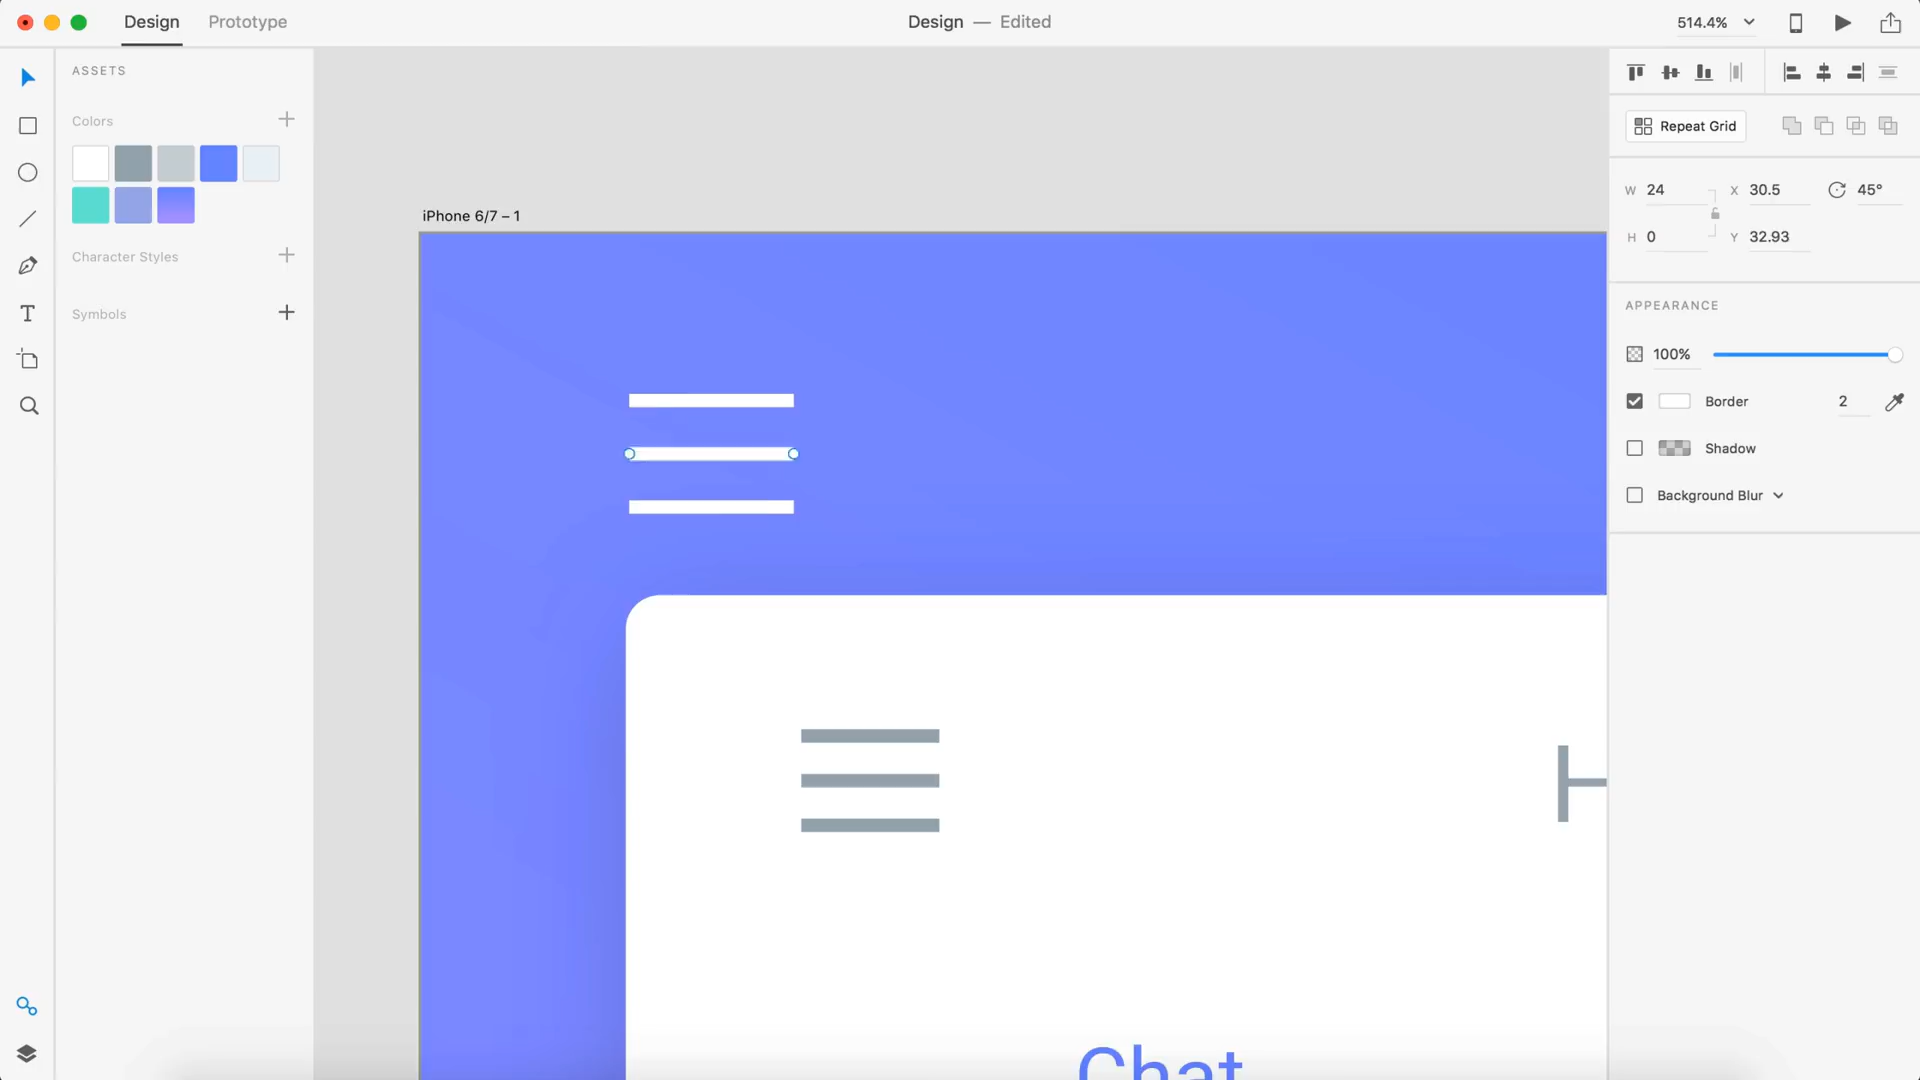 Design Prototype Design — Edited 514.4%
ASSETS
Colors
Repeat Grid
W 24 X 30.5 45°
iPhone 6/7 – 1
H 0 Y 32.93
Character Styles
Symbols
APPEARANCE
100%
Border 2
Shadow
Background Blur
Chat